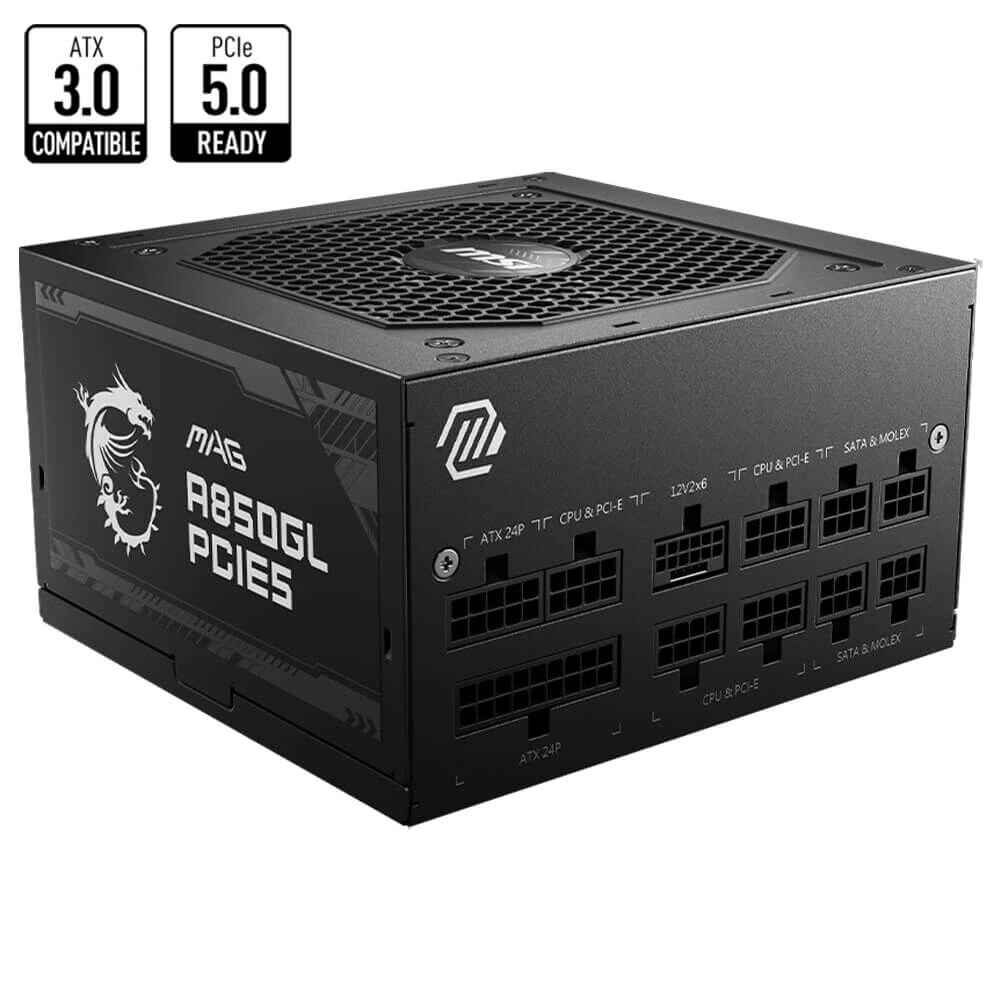 ATX
3.0
COMPATIBLE
PCIe
5.0
READY
msi
MAG
A850GL
PCIE5
ATX 24P
CPU & PCI-E
12V2x6
CPU & PCI-E
SATA & MOLEX
ATX 24P
CPU & PCI-E
SATA & MOLEX